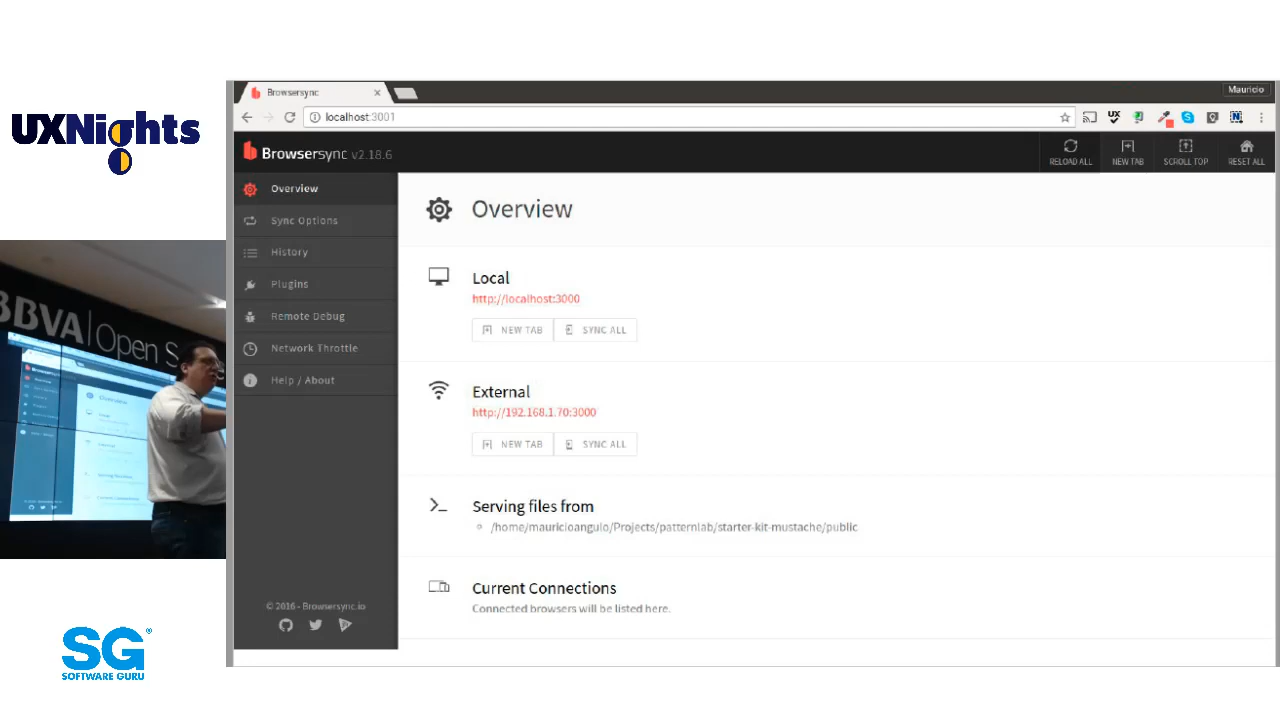 UXNights
BBVA | Open S
SG®
SOFTWARE GURU
Browsersync
Mauricio
localhost:3001
UX
Browsersync v2.18.6
RELOAD ALL
NEW TAB
SCROLL TOP
RESET ALL
Overview
Sync Options
History
Plugins
Remote Debug
Network Throttle
Help / About
© 2016 - Browsersync.io
Overview
Local
http://localhost:3000
NEW TAB
SYNC ALL
External
http://192.168.1.70:3000
NEW TAB
SYNC ALL
Serving files from
/home/mauricioangulo/Projects/patternlab/starter-kit-mustache/public
Current Connections
Connected browsers will be listed here.